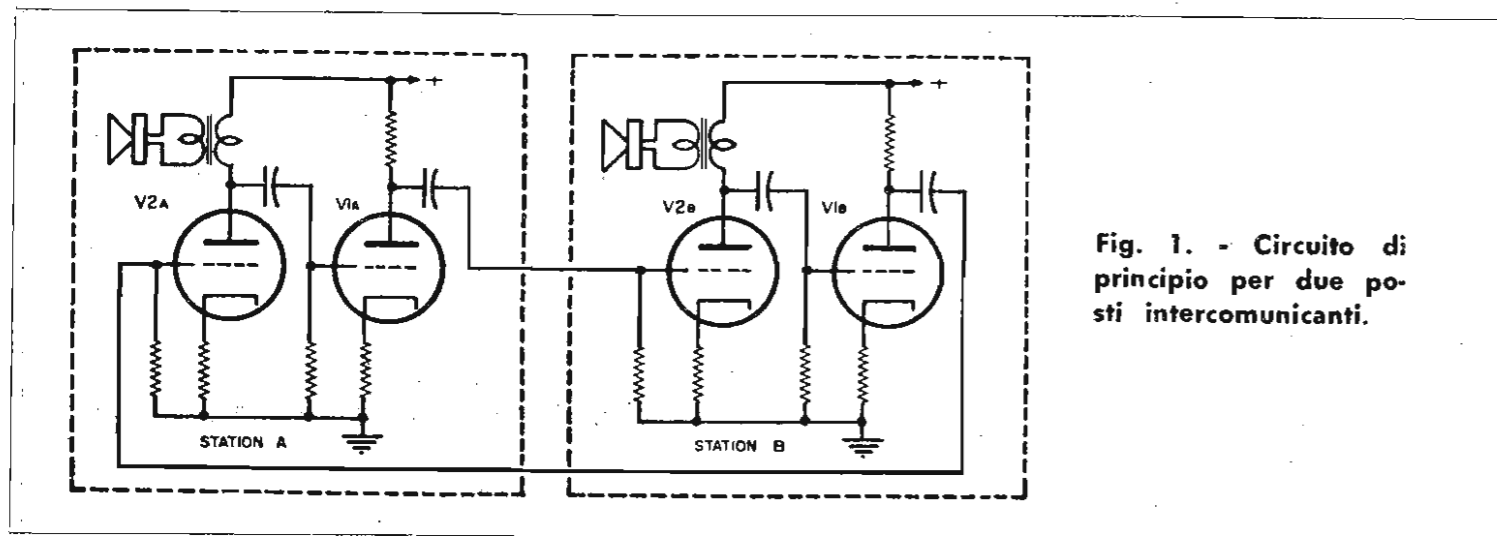 +
V2A
V1A
STATION A
+
V2B
V1B
STATION B
Fig. 1. - Circuito di
principio per due po-
sti intercomunicanti.